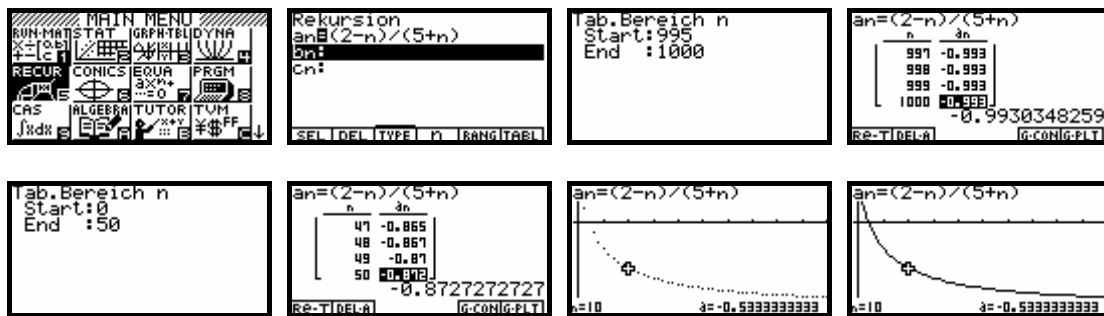 MAIN MENU
RUN·MAT STAT GRPH·TBL DYNA
RECUR CONICS EQUA PRGM
CAS ALGEBRA TUTOR TVM
Rekursion
an=(2-n)/(5+n)
bn:
cn:
SEL DEL TYPE n RANG TABL
Tab.Bereich n
Start:995
End :1000
an=(2-n)/(5+n)
n an
997 -0.993
998 -0.993
999 -0.993
1000 -0.993
-0.9930348259
Re-T DEL·A G·CON G·PLT
Tab.Bereich n
Start:0
End :50
an=(2-n)/(5+n)
n an
47 -0.865
48 -0.867
49 -0.87
50 -0.872
-0.8727272727
Re-T DEL·A G·CON G·PLT
an=(2-n)/(5+n)
n=10 a=-0.5333333333
an=(2-n)/(5+n)
n=10 a=-0.5333333333